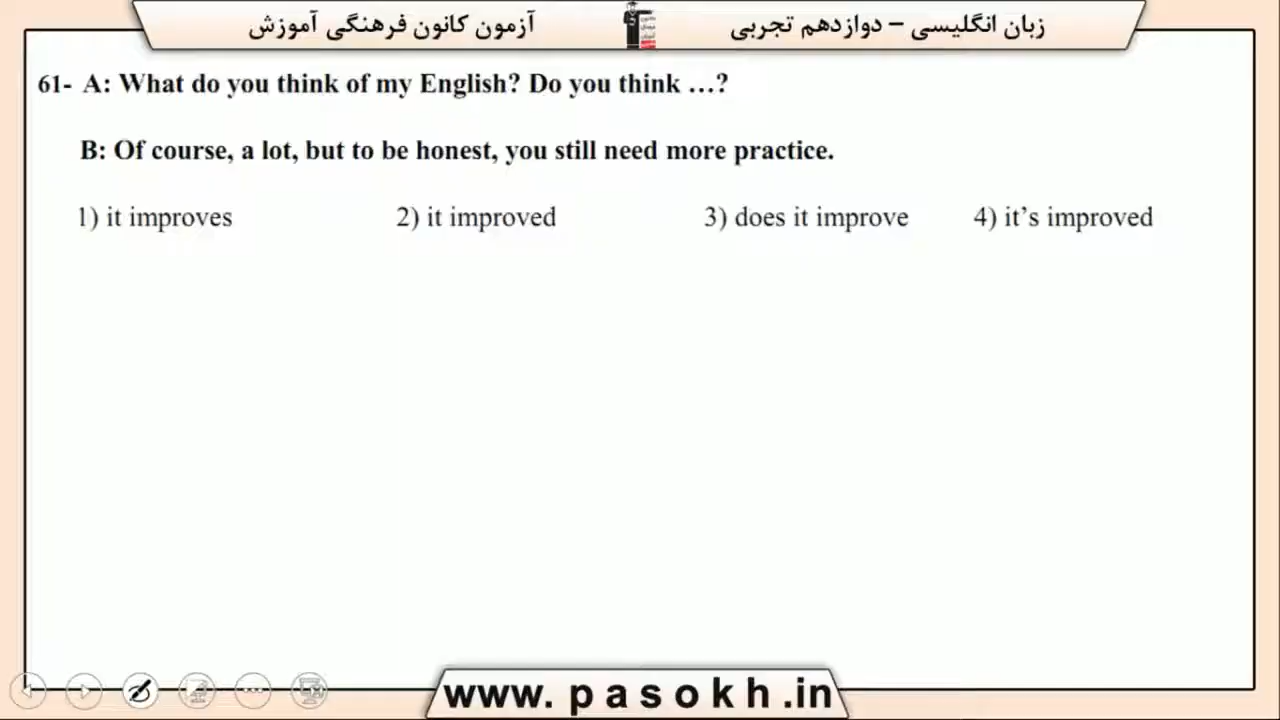 زبان انگلیسی – دوازدهم تجربی
آزمون کانون فرهنگی آموزش
61- A: What do you think of my English? Do you think …?
B: Of course, a lot, but to be honest, you still need more practice.
1) it improves 2) it improved 3) does it improve 4) it’s improved
www. p a s o k h .in